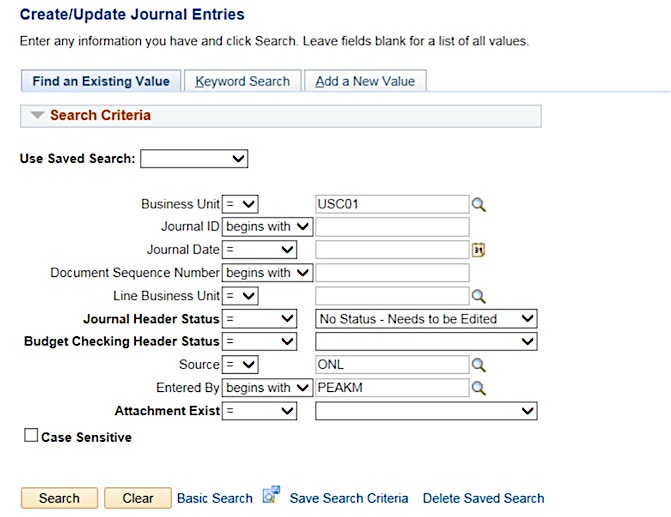 Create/Update Journal Entries
Enter any information you have and click Search. Leave fields blank for a list of all values.
Find an Existing Value Keyword Search Add a New Value
Search Criteria
Use Saved Search:
Business Unit = USC01
Journal ID begins with
Journal Date =
Document Sequence Number begins with
Line Business Unit =
Journal Header Status = No Status - Needs to be Edited
Budget Checking Header Status =
Source = ONL
Entered By begins with PEAKM
Attachment Exist =
Case Sensitive
Search Clear Basic Search Save Search Criteria Delete Saved Search